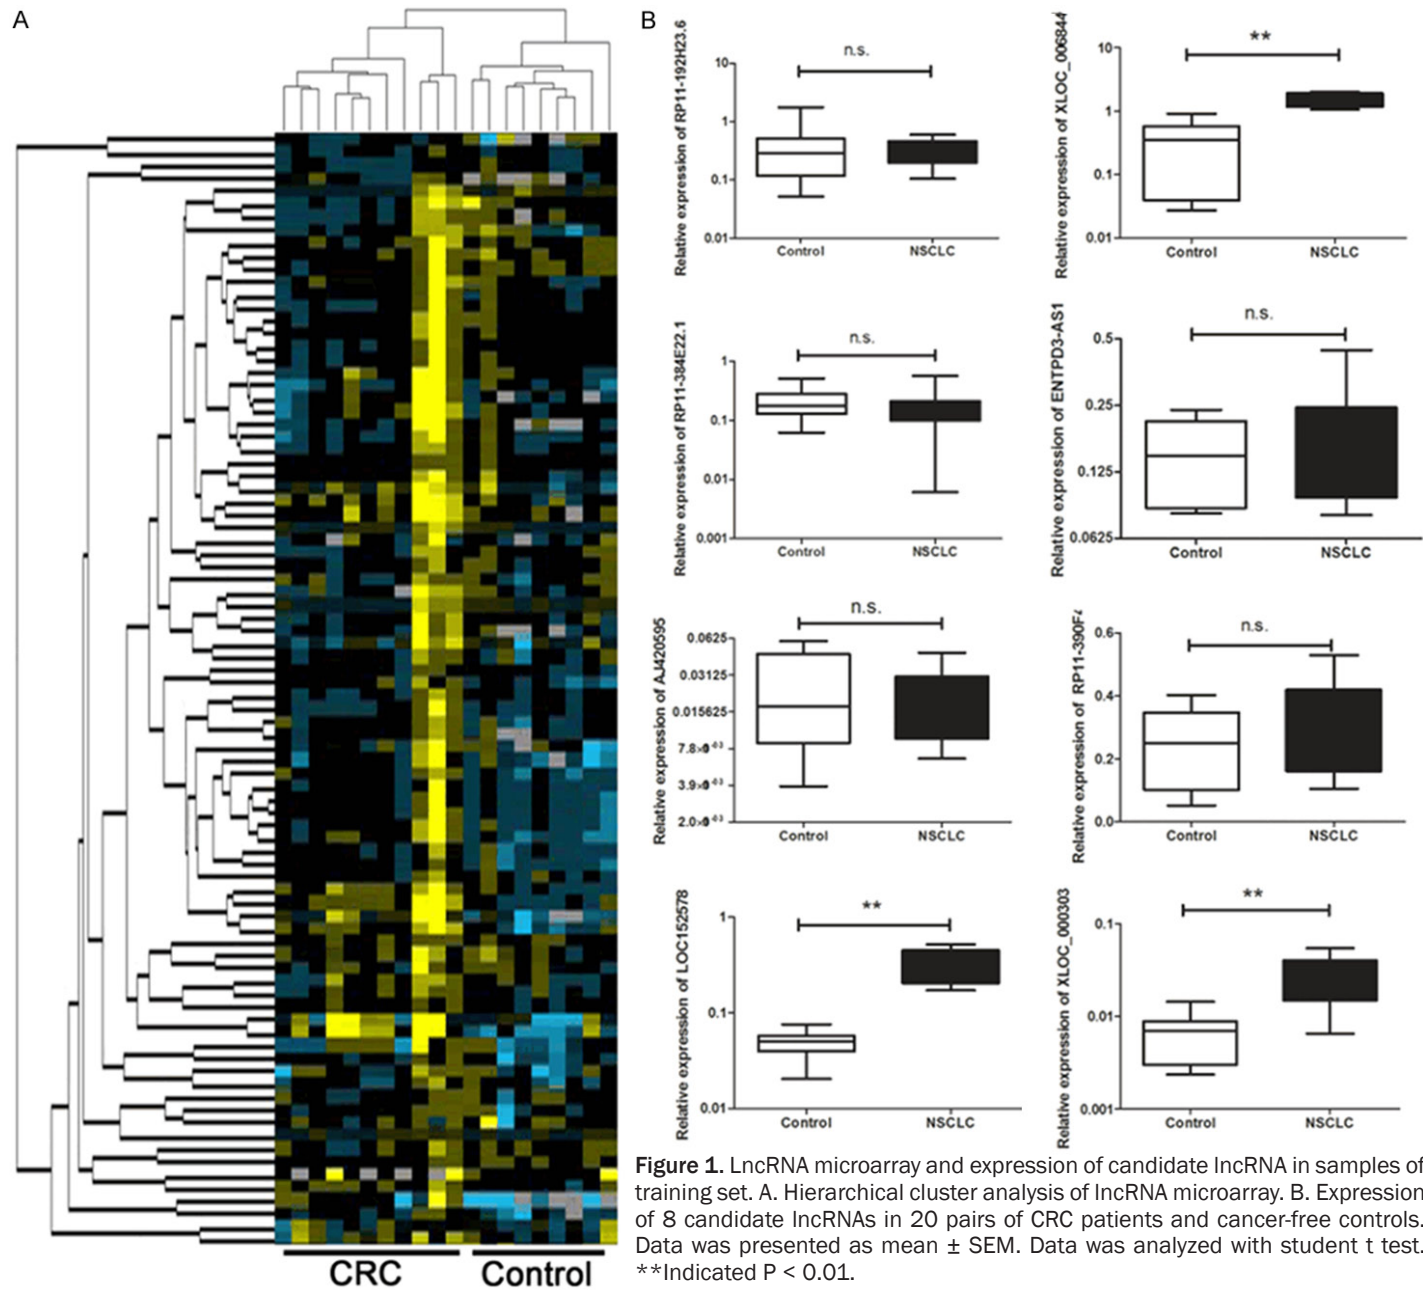 A
CRC
Control
B
Relative expression of RP11-192H23.6
10
1
0.1
0.01
n.s.
Control
NSCLC
Relative expression of XLOC_006844
10
1
0.1
0.01
**
Control
NSCLC
Relative expression of RP11-384E22.1
1
0.1
0.01
0.001
n.s.
Control
NSCLC
Relative expression of ENTPD3-AS1
0.5
0.25
0.125
0.0625
n.s.
Control
NSCLC
Relative expression of AJ420595
0.0625
0.03125
0.015625
n.s.
Control
NSCLC
Relative expression of RP11-390F4
0.6
0.4
0.2
0.0
n.s.
Control
NSCLC
Relative expression of LOC152578
1
0.1
0.01
**
Control
NSCLC
Relative expression of XLOC_000303
0.1
0.01
0.001
**
Control
NSCLC
Figure 1. LncRNA microarray and expression of candidate lncRNA in samples of
training set. A. Hierarchical cluster analysis of lncRNA microarray. B. Expression
of 8 candidate lncRNAs in 20 pairs of CRC patients and cancer-free controls.
Data was presented as mean ± SEM. Data was analyzed with student t test.
**Indicated P < 0.01.